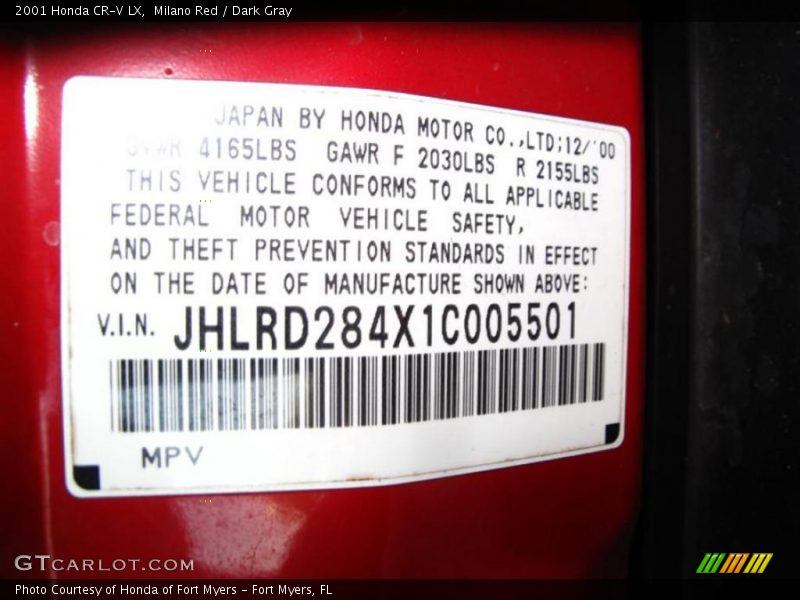 2001 Honda CR-V LX,  Milano Red / Dark Gray
JAPAN BY HONDA MOTOR CO.,LTD;12/'00
GVWR 4165LBS GAWR F 2030LBS R 2155LBS
THIS VEHICLE CONFORMS TO ALL APPLICABLE
FEDERAL MOTOR VEHICLE SAFETY,
AND THEFT PREVENTION STANDARDS IN EFFECT
ON THE DATE OF MANUFACTURE SHOWN ABOVE:
V.I.N. JHLRD284X1C005501
MPV
GTCARLOT.COM
Photo Courtesy of Honda of Fort Myers - Fort Myers, FL